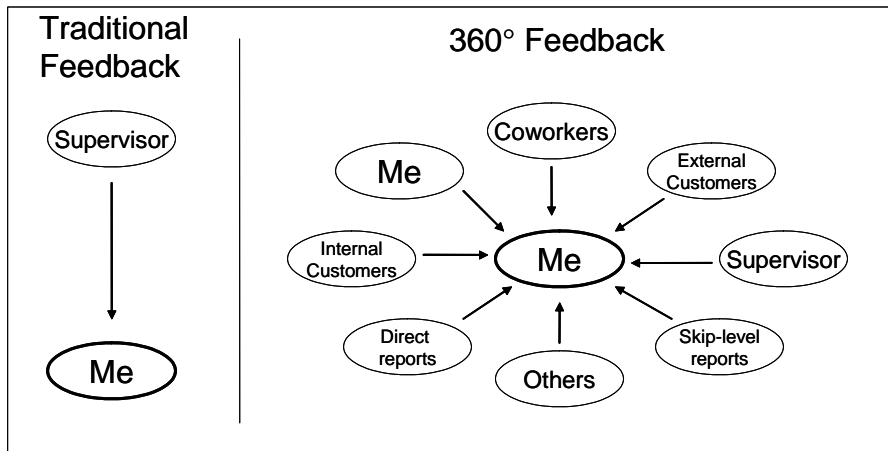 Traditional
Feedback
Supervisor
Me
360° Feedback
Coworkers
Me
External
Customers
Internal
Customers
Me
Supervisor
Direct
reports
Skip-level
reports
Others